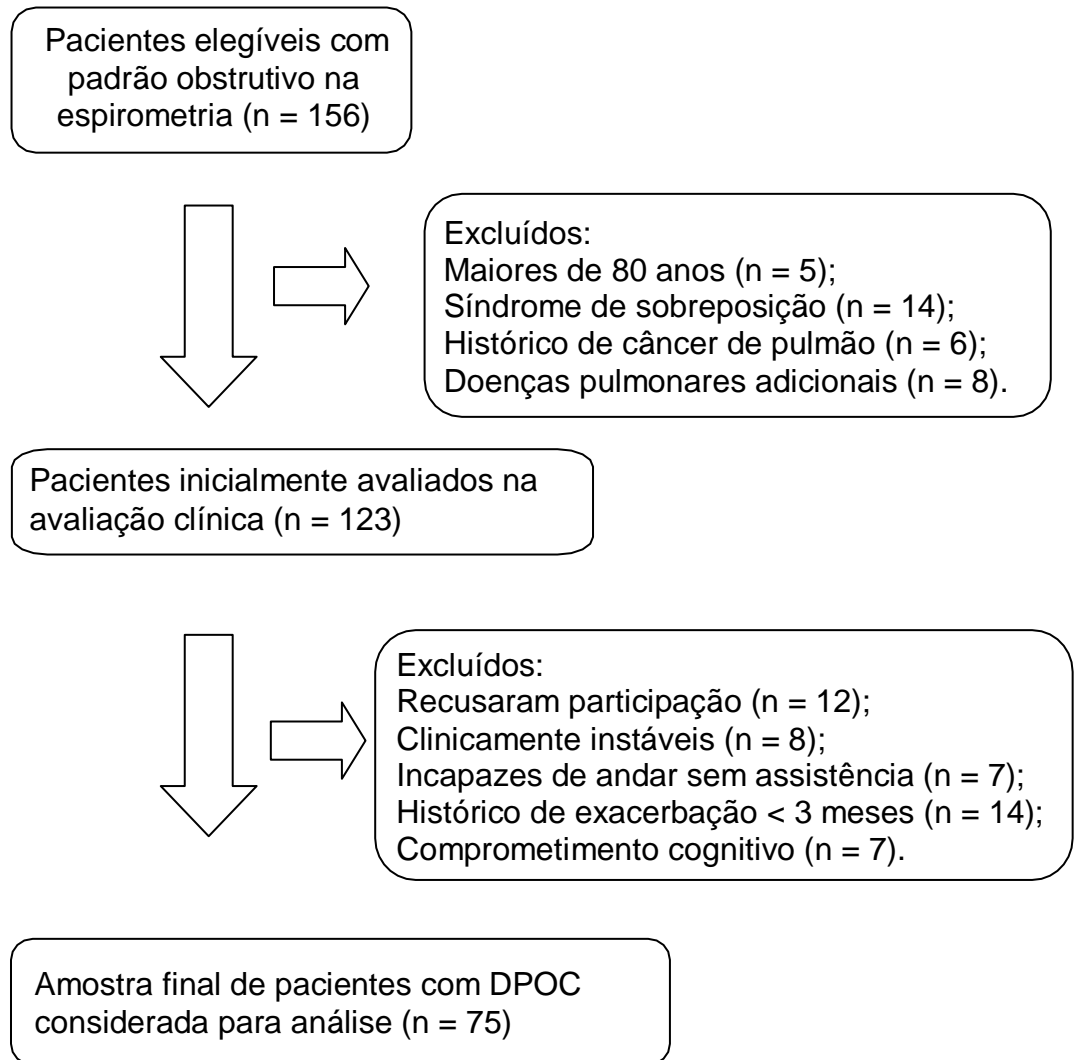 Pacientes elegíveis com
padrão obstrutivo na
espirometria (n = 156)
Excluídos:
Maiores de 80 anos (n = 5);
Síndrome de sobreposição (n = 14);
Histórico de câncer de pulmão (n = 6);
Doenças pulmonares adicionais (n = 8).
Pacientes inicialmente avaliados na
avaliação clínica (n = 123)
Excluídos:
Recusaram participação (n = 12);
Clinicamente instáveis (n = 8);
Incapazes de andar sem assistência (n = 7);
Histórico de exacerbação < 3 meses (n = 14);
Comprometimento cognitivo (n = 7).
Amostra final de pacientes com DPOC
considerada para análise (n = 75)